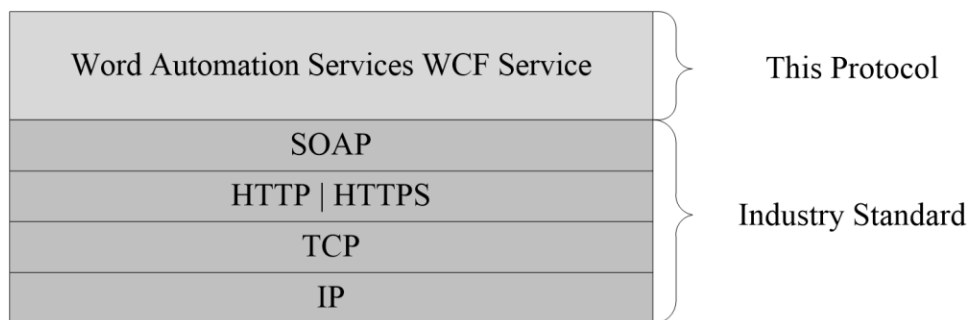 Word Automation Services WCF Service
This Protocol
SOAP
HTTP | HTTPS
TCP
IP
Industry Standard